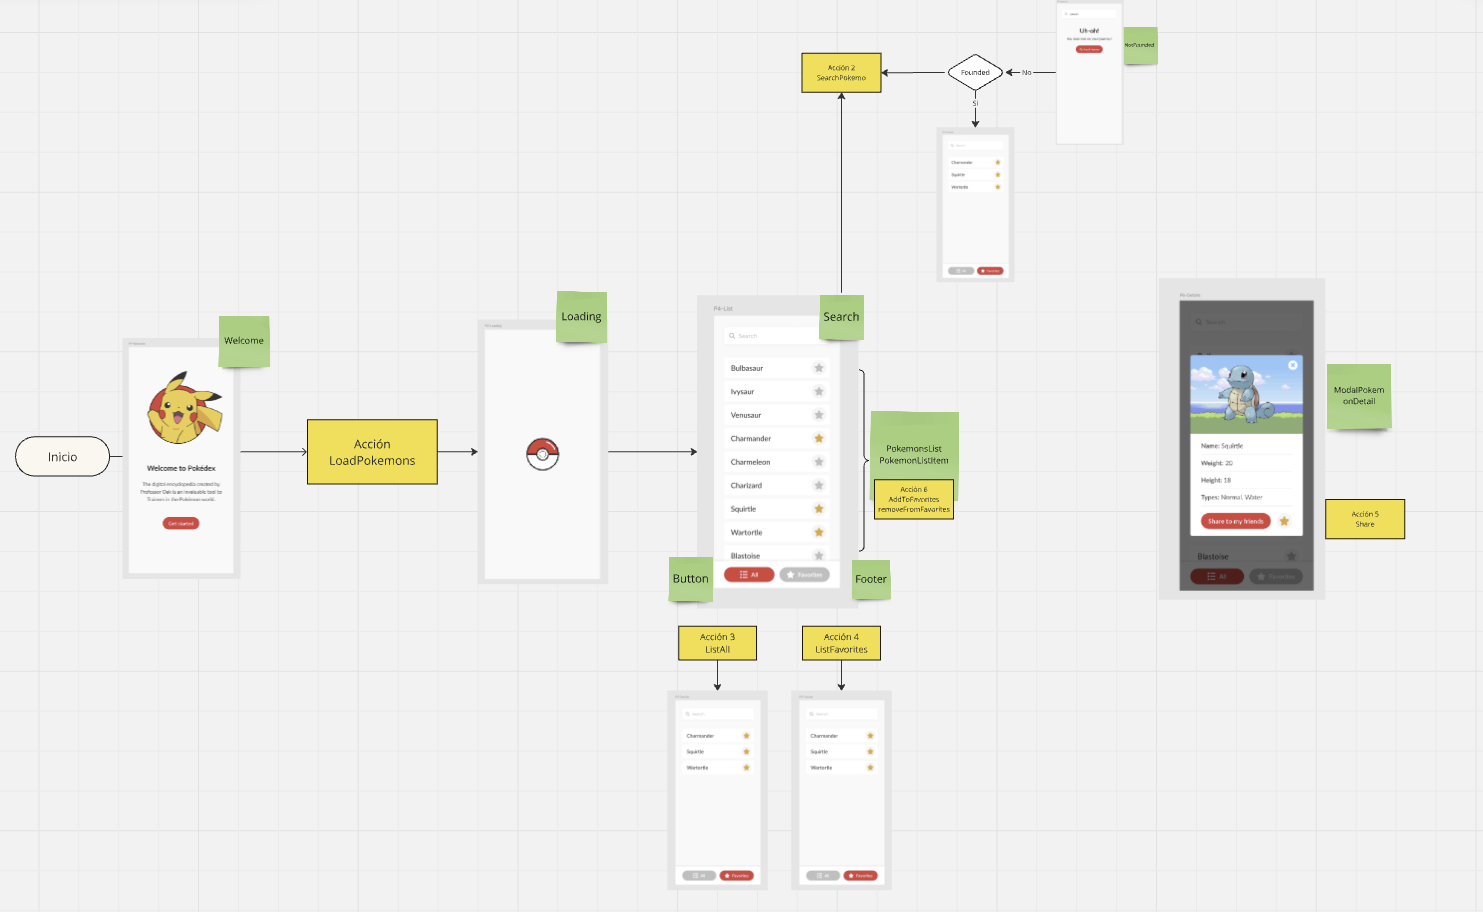 Inicio
Welcome
Welcome to Pokédex
The digital encyclopedia created by
Professor Oak is an invaluable tool to
Trainers in the Pokémon world.
Get started
Acción
LoadPokemons
Loading
P4-List
Search
Search
Bulbasaur
Ivysaur
Venusaur
Charmander
Charmeleon
Charizard
Squirtle
Wartortle
Blastoise
All
Favorites
Button
Footer
PokemonsList
PokemonListItem
Acción 6
AddToFavorites
removeFromFavorites
Acción 2
SearchPokemo
Founded
No
Si
Search
Charmander
Squirtle
Wartortle
All
Favorites
Uh-oh!
NotFounded
Search
Name: Squirtle
Weight: 20
Height: 18
Types: Normal, Water
Share to my friends
Blastoise
All
Favorites
ModalPokem
onDetail
Acción 5
Share
Acción 3
ListAll
Search
Charmander
Squirtle
Wartortle
All
Favorites
Acción 4
ListFavorites
Search
Charmander
Squirtle
Wartortle
All
Favorites